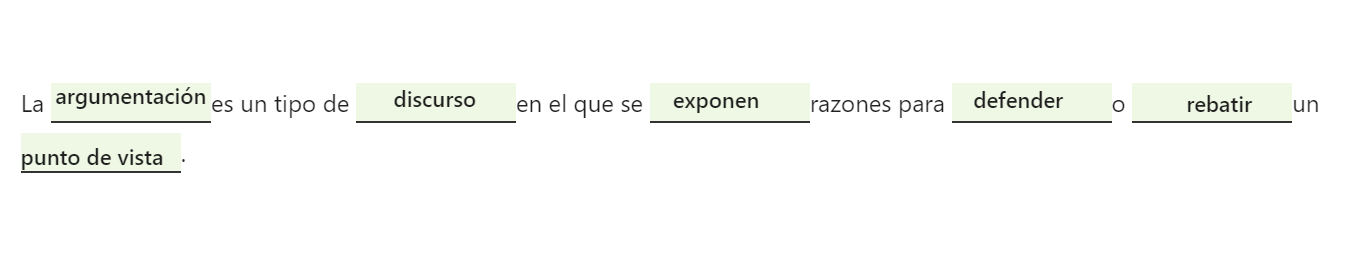 La argumentación es un tipo de discurso en el que se exponen razones para defender o rebatir un
punto de vista.